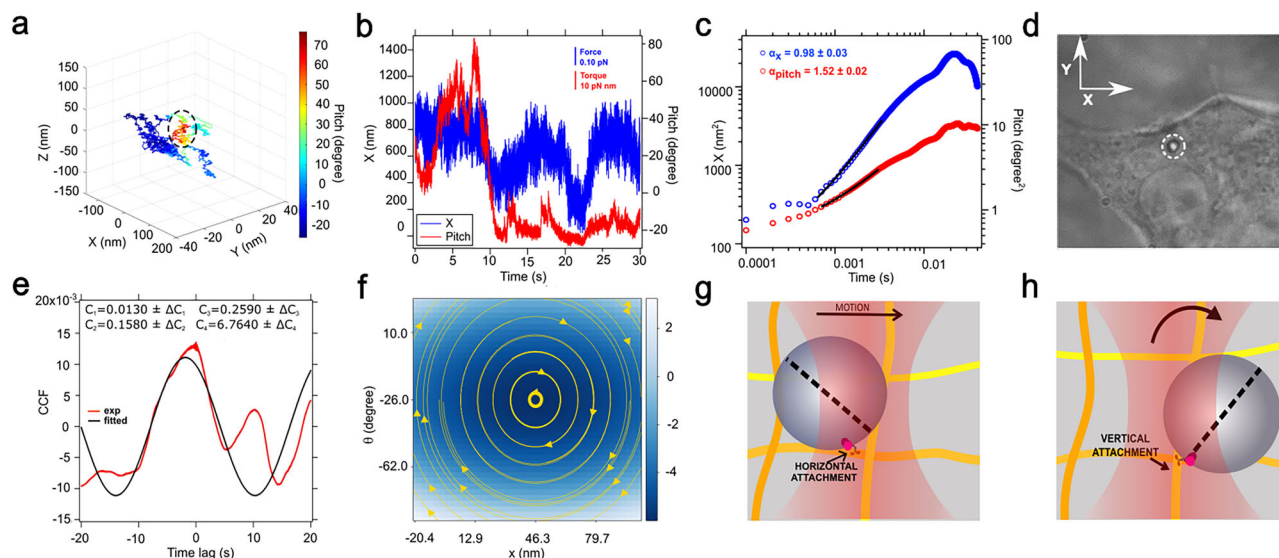 a
150
100
50
0
-50
-100
-150
Z (nm)
-100
0
100
200
X (nm)
-40
-20
0
20
40
Y (nm)
70
60
50
40
30
20
10
0
-10
-20
Pitch (degree)
b
1400
1200
1000
800
600
400
200
0
X (nm)
Force
0.10 pN
Torque
10 pN nm
X
Pitch
80
60
40
20
0
-20
Pitch (degree)
0 5 10 15 20 25 30
Time (s)
c
αx = 0.98 ± 0.03
αpitch = 1.52 ± 0.02
10000
1000
100
X (nm²)
100
10
1
Pitch (degree²)
0.0001 0.001 0.01
Time (s)
d
Y
X
e
20x10⁻³
15
10
5
0
-5
-10
-15
CCF
C₁=0.0130 ± ΔC₁ C₃=0.2590 ± ΔC₃
C₂=0.1580 ± ΔC₂ C₄=6.7640 ± ΔC₄
exp
fitted
-20 -10 0 10 20
Time lag (s)
f
10.0
-26.0
-62.0
θ (degree)
-20.4 12.9 46.3 79.7
x (nm)
2
0
-2
-4
g
MOTION
HORIZONTAL
ATTACHMENT
h
VERTICAL
ATTACHMENT